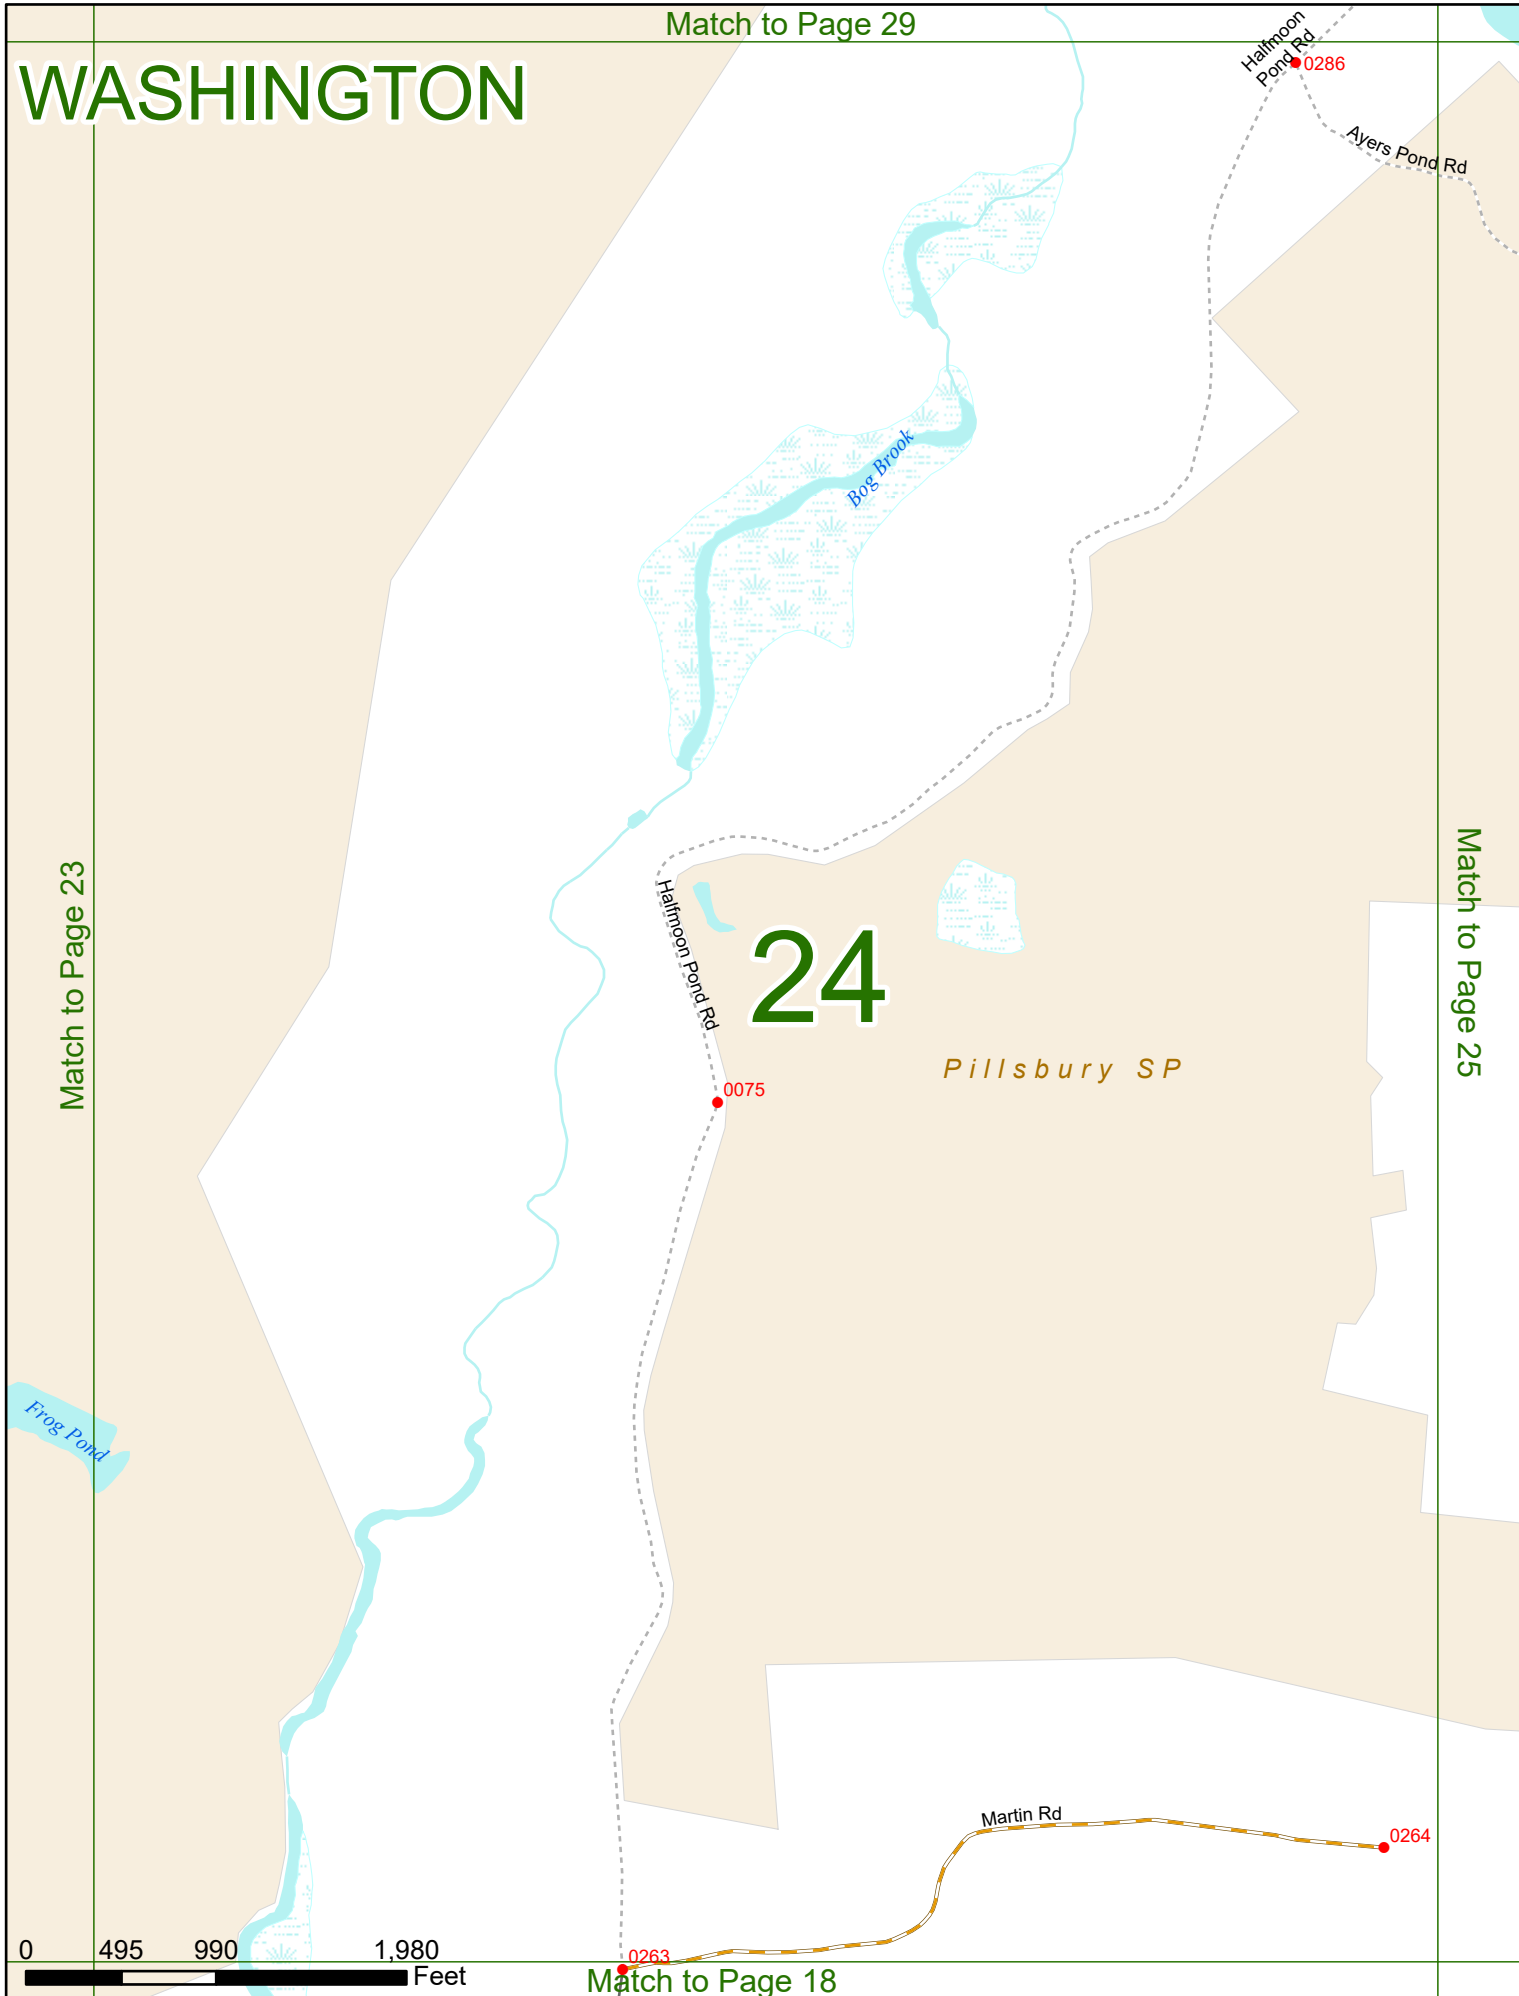 Match to Page 29
WASHINGTON
Halfmoon
Pond Rd
0286
Ayers Pond Rd
Bog Brook
Match to Page 23
Match to Page 25
Halfmoon Pond Rd
24
Pillsbury SP
0075
Frog Pond
Martin Rd
0264
0263
0 495 990 1,980
Feet
Match to Page 18